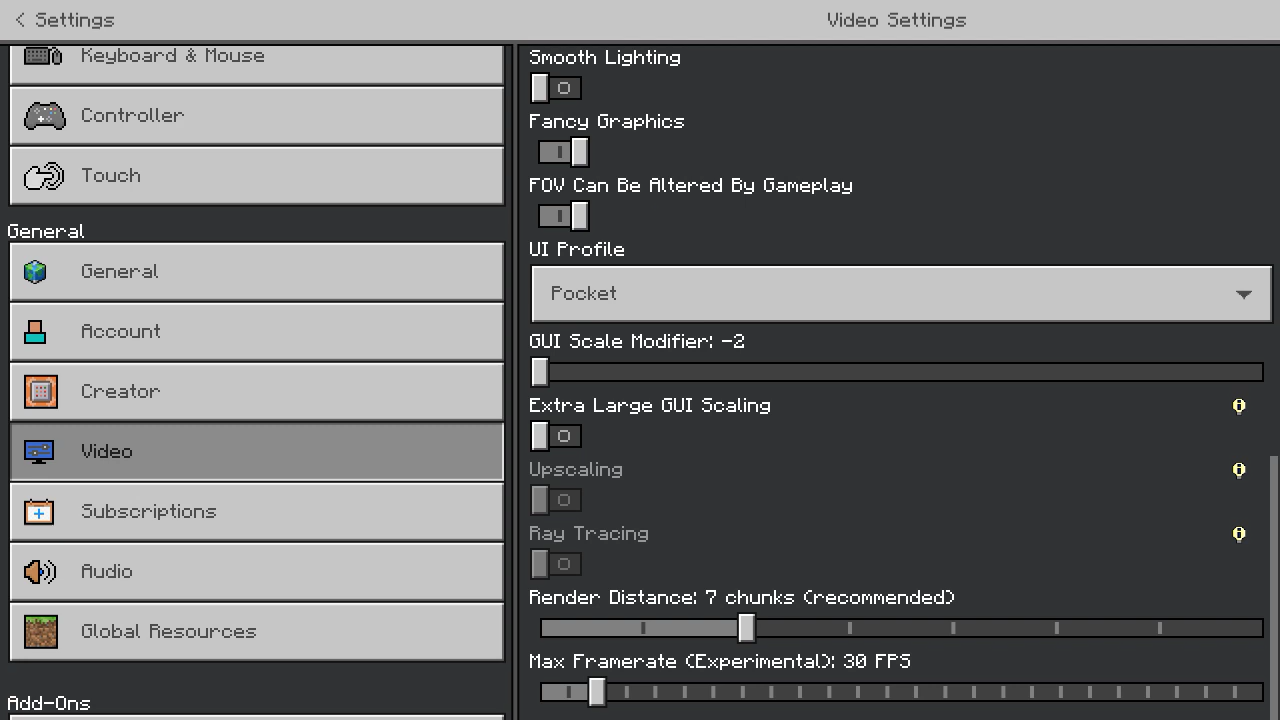 Settings
Video Settings
Keyboard & Mouse
Controller
Touch
General
General
Account
Creator
Video
Subscriptions
Audio
Global Resources
Add-Ons
Smooth Lighting
Fancy Graphics
FOV Can Be Altered By Gameplay
UI Profile
Pocket
GUI Scale Modifier: -2
Extra Large GUI Scaling
Upscaling
Ray Tracing
Render Distance: 7 chunks (recommended)
Max Framerate (Experimental): 30 FPS